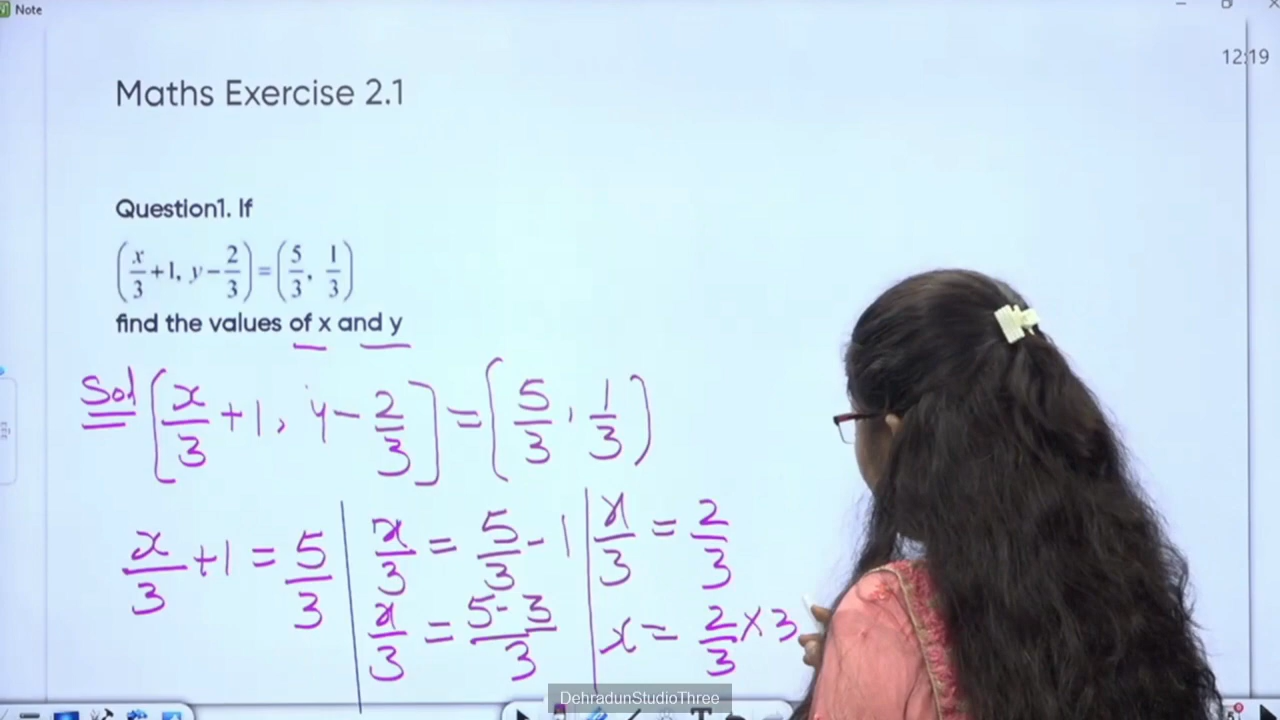 Note
12:19
Maths Exercise 2.1
Question1. If
(x/3+1, y−2/3)=(5/3, 1/3)
find the values of x and y
Sol [x/3+1, y−2/3] = (5/3, 1/3)
x/3+1=5/3
x/3=5/3-1
x/3=5-3/3
x/3=2/3
x=2/3×3
DehradunStudioThree